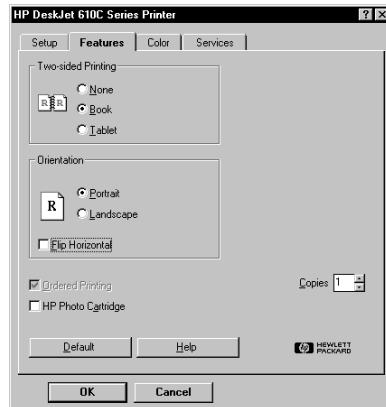 HP DeskJet 610C Series Printer
Setup Features Color Services
Two-sided Printing
None
R R
Book
Tablet
Orientation
Portrait
R
Landscape
Flip Horizontal
Ordered Printing
Copies 1
HP Photo Cartridge
Default Help
hp HEWLETT PACKARD
OK Cancel